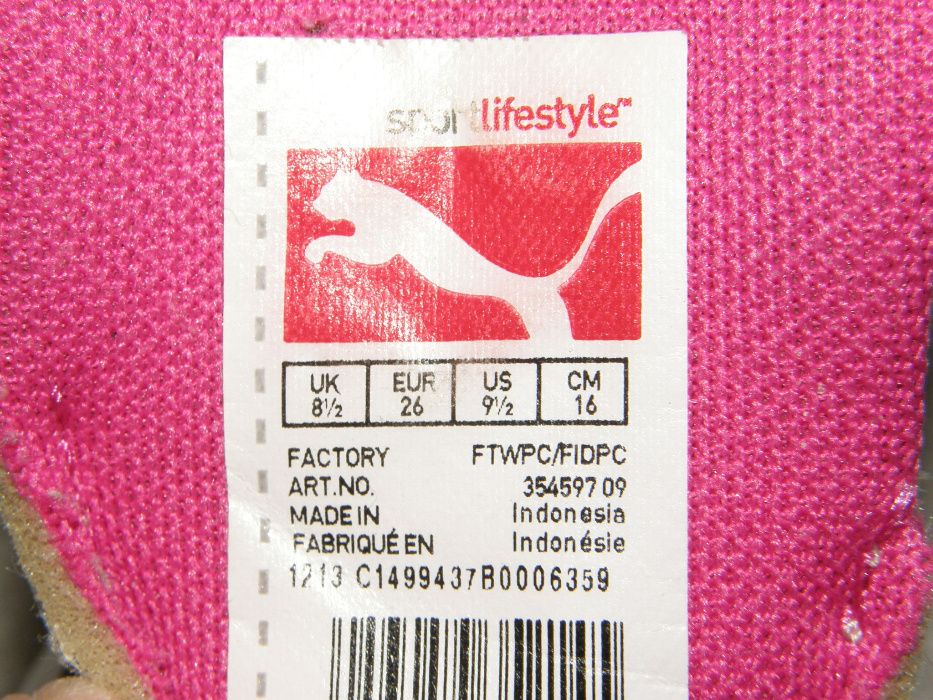 sportlifestyle™
UK EUR US CM
8½ 26 9½ 16
FACTORY FTWPC/FIDPC
ART.NO. 354597 09
MADE IN Indonesia
FABRIQUÉ EN Indonésie
1213 C1499437B0006359